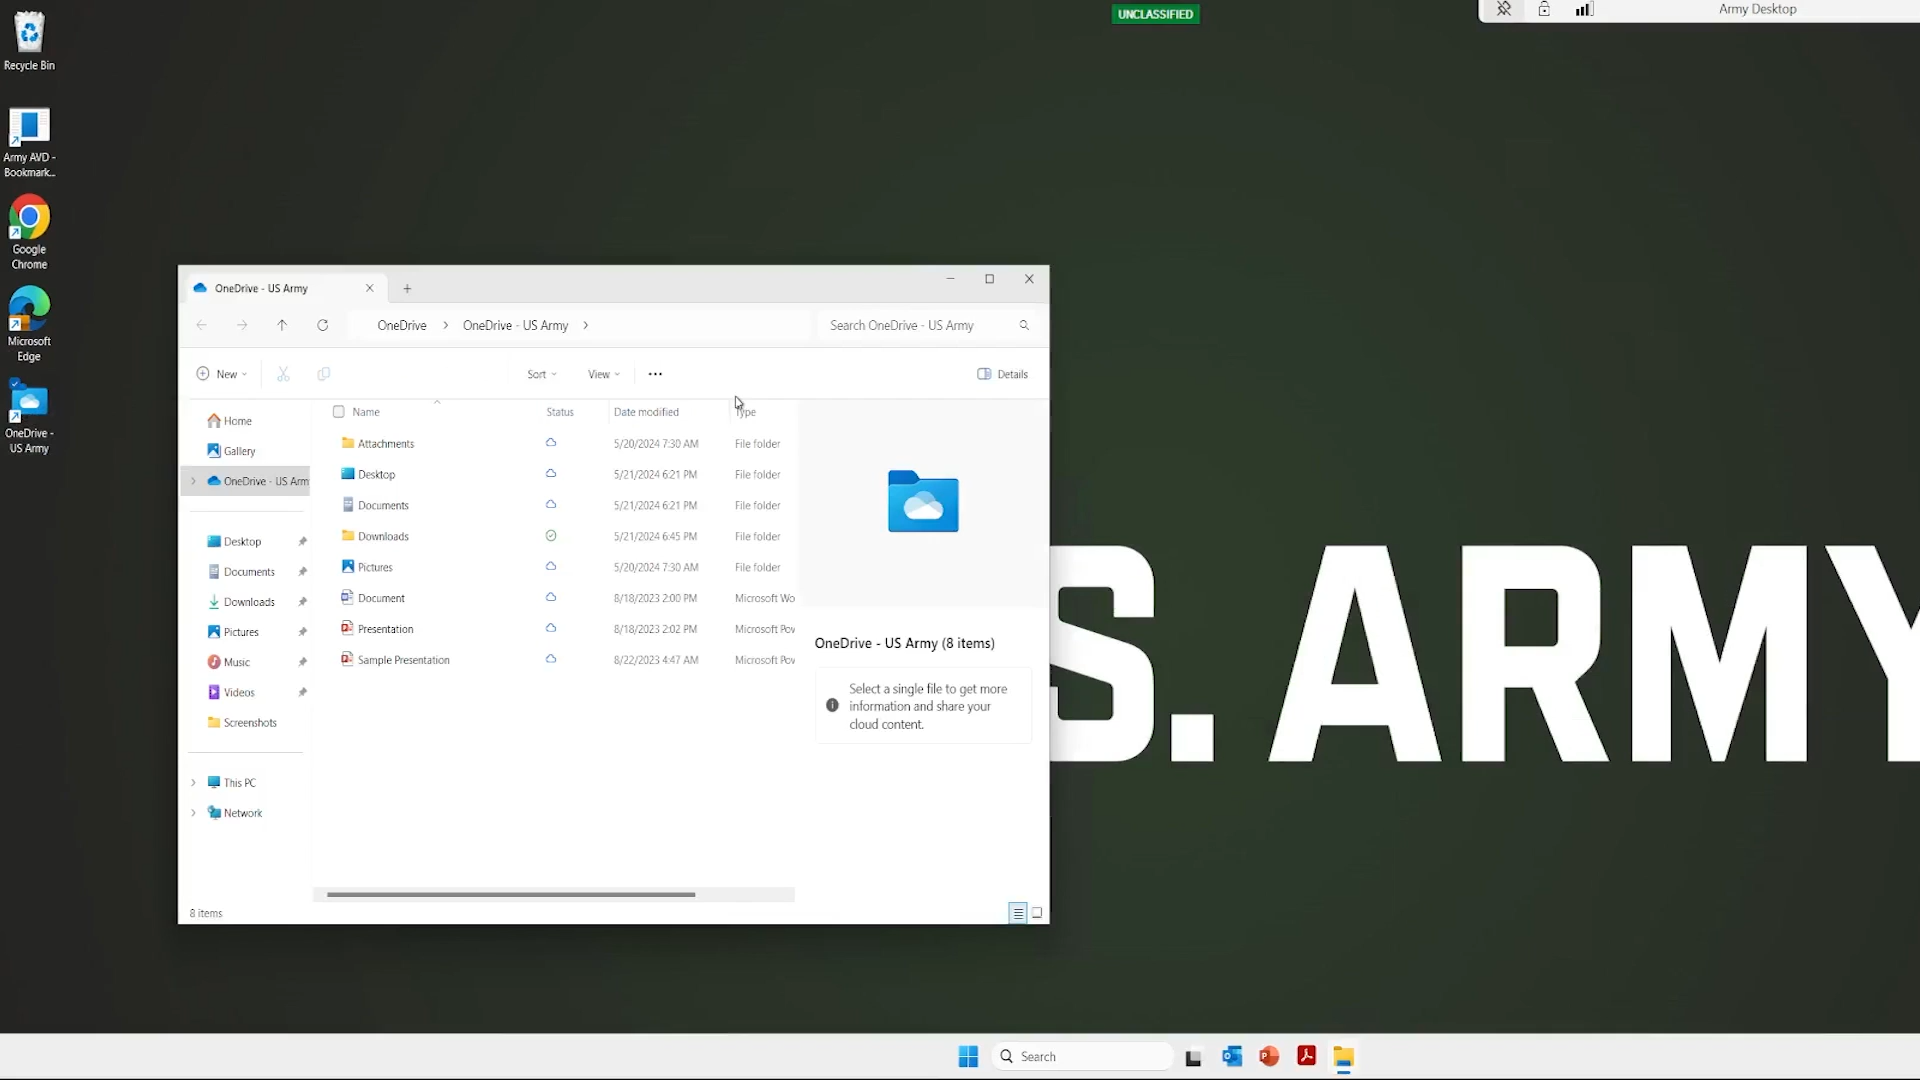 UNCLASSIFIED
Army Desktop
Recycle Bin
Army AVD -
Bookmark...
Google
Chrome
Microsoft
Edge
OneDrive -
US Army
OneDrive - US Army
OneDrive
OneDrive - US Army
Search OneDrive - US Army
New
Sort
View
Details
Home
Gallery
OneDrive - US Arm
Desktop
Documents
Downloads
Pictures
Music
Videos
Screenshots
This PC
Network
Name Status Date modified Type
Attachments 5/20/2024 7:30 AM File folder
Desktop 5/21/2024 6:21 PM File folder
Documents 5/21/2024 6:21 PM File folder
Downloads 5/21/2024 6:45 PM File folder
Pictures 5/20/2024 7:30 AM File folder
Document 8/18/2023 2:00 PM Microsoft Wo
Presentation 8/18/2023 2:02 PM Microsoft Pov
Sample Presentation 8/22/2023 4:47 AM Microsoft Pov
OneDrive - US Army (8 items)
Select a single file to get more
information and share your
cloud content.
8 items
S. ARMY
Search